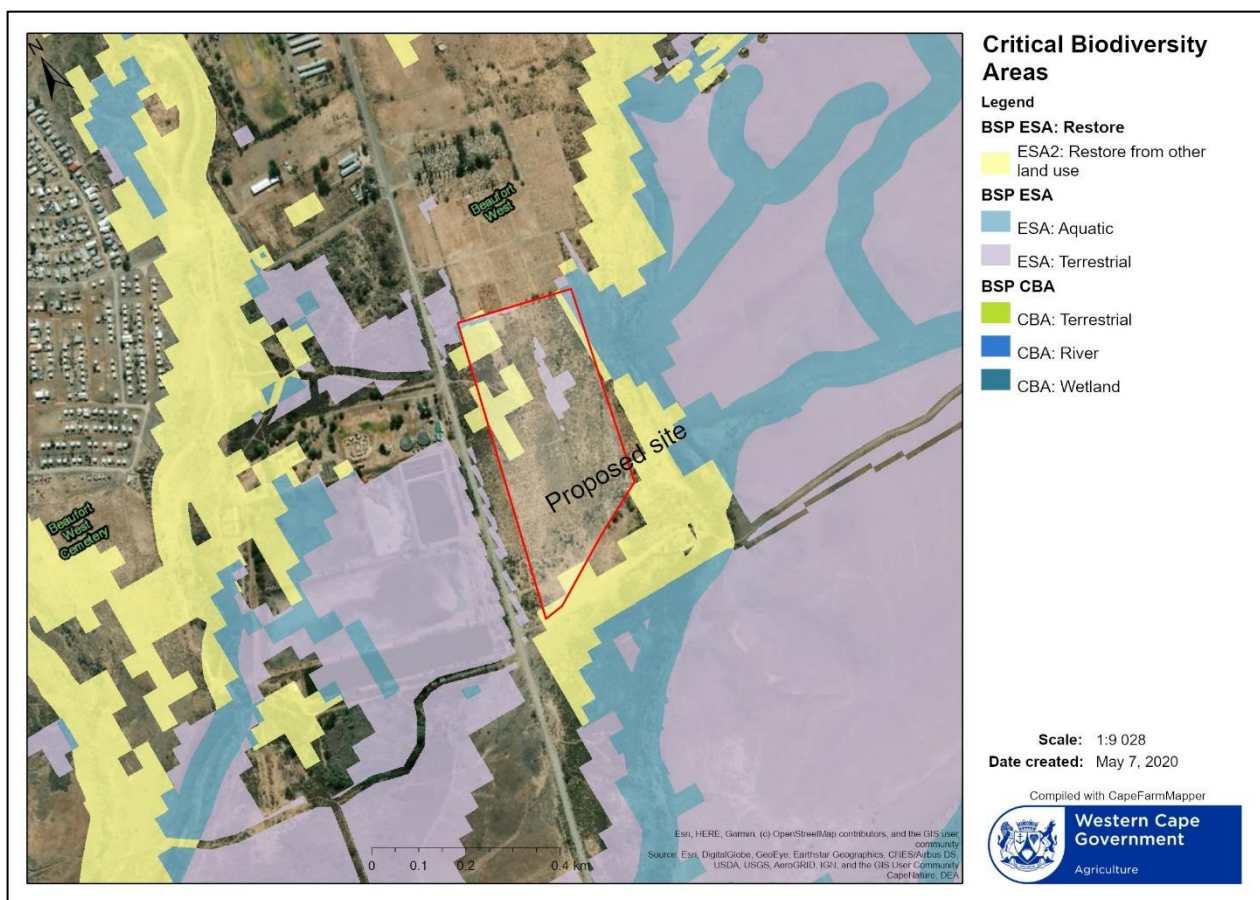 N
Beaufort
West
Proposed site
Beaufort
West
Cemetery
0 0.1 0.2 0.4 km
Esri, HERE, Garmin, (c) OpenStreetMap contributors, and the GIS user
community
Source: Esri, DigitalGlobe, GeoEye, Earthstar Geographics, CNES/Airbus DS,
USDA, USGS, AeroGRID, IGN, and the GIS User Community
CapeNature, DEA
Critical Biodiversity
Areas
Legend
BSP ESA: Restore
ESA2: Restore from other
land use
BSP ESA
ESA: Aquatic
ESA: Terrestrial
BSP CBA
CBA: Terrestrial
CBA: River
CBA: Wetland
Scale: 1:9 028
Date created: May 7, 2020
Compiled with CapeFarmMapper
Western Cape
Government
Agriculture